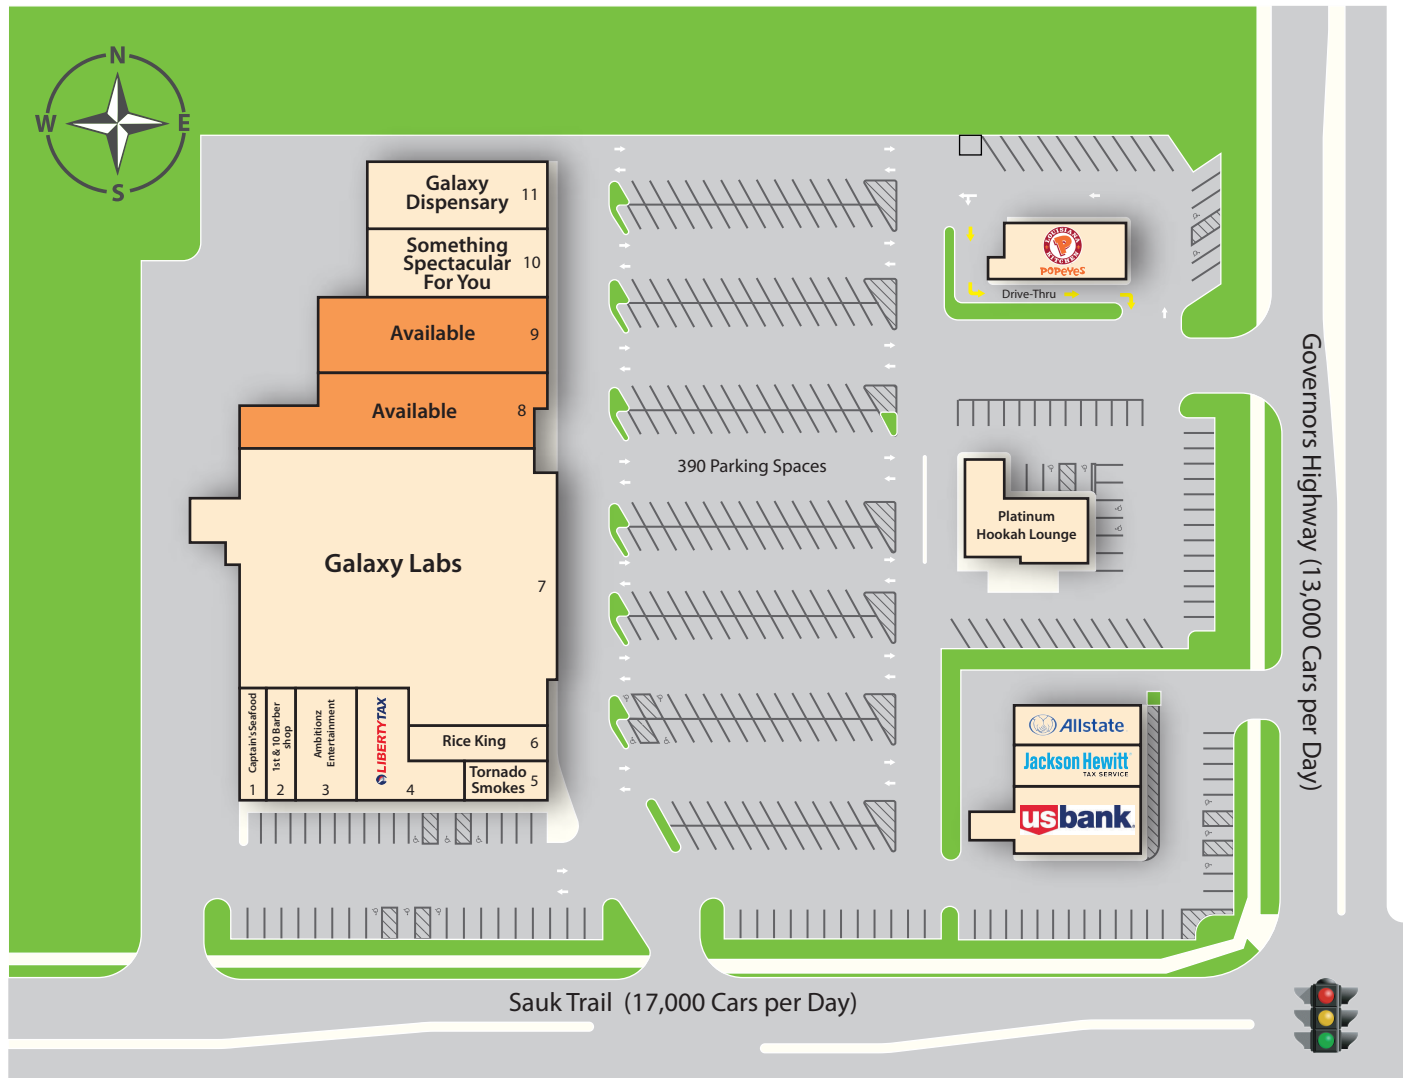 N
W
E
S
Galaxy
Dispensary
11
Something
Spectacular
For You
10
Available
9
Available
8
Galaxy Labs
7
Captain's Seafood
1
1st & 10 Barber
shop
2
Ambitionz
Entertainment
3
LIBERTY TAX
4
Rice King
6
Tornado
Smokes
5
390 Parking Spaces
LOUISIANA
KITCHEN
POPEYES
Drive-Thru
Platinum
Hookah Lounge
Allstate
Jackson Hewitt
TAX SERVICE
usbank.
Governors Highway (13,000 Cars per Day)
Sauk Trail (17,000 Cars per Day)